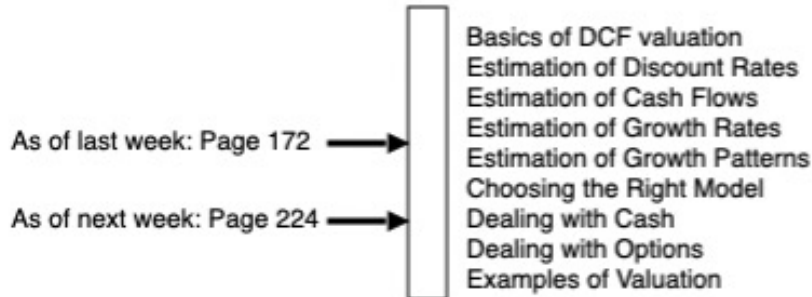 Basics of DCF valuation
Estimation of Discount Rates
Estimation of Cash Flows
Estimation of Growth Rates
As of last week: Page 172
Estimation of Growth Patterns
Choosing the Right Model
As of next week: Page 224
Dealing with Cash
Dealing with Options
Examples of Valuation